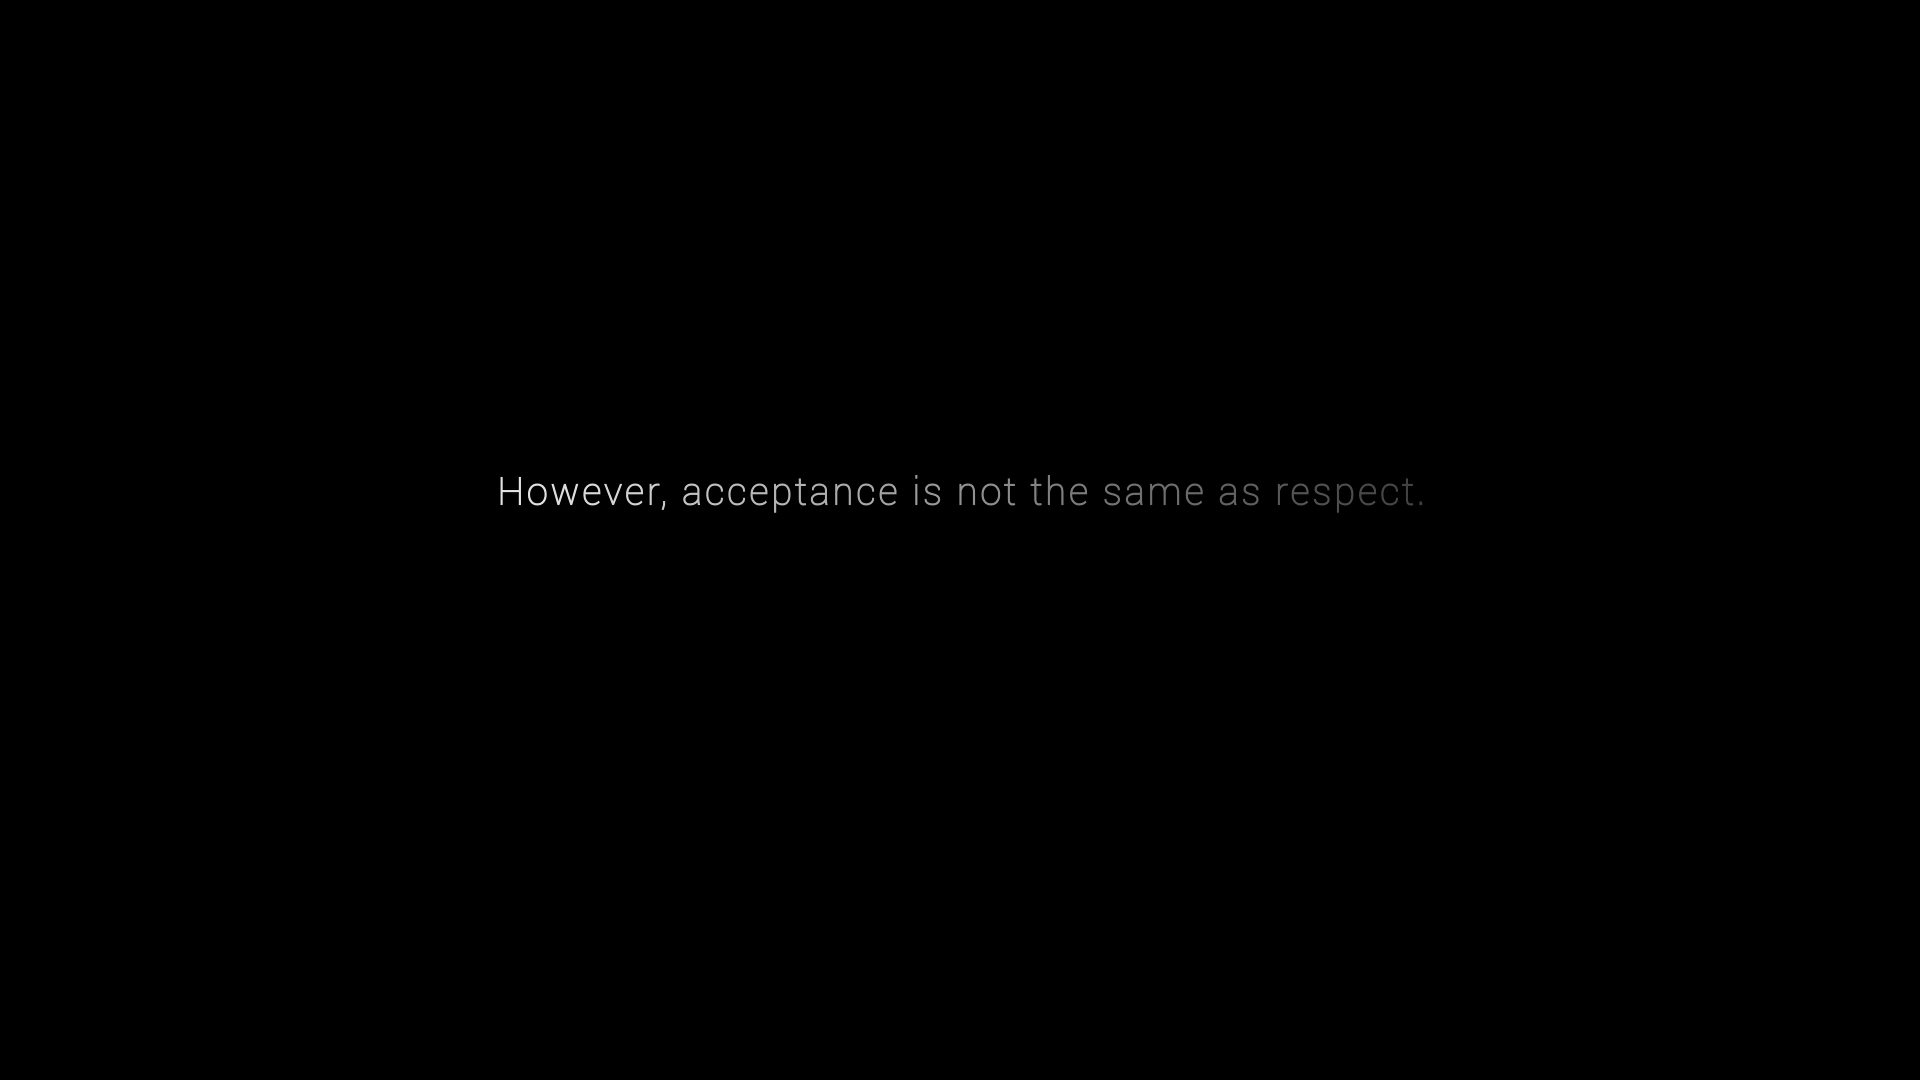 However, acceptance is not the same as respect.